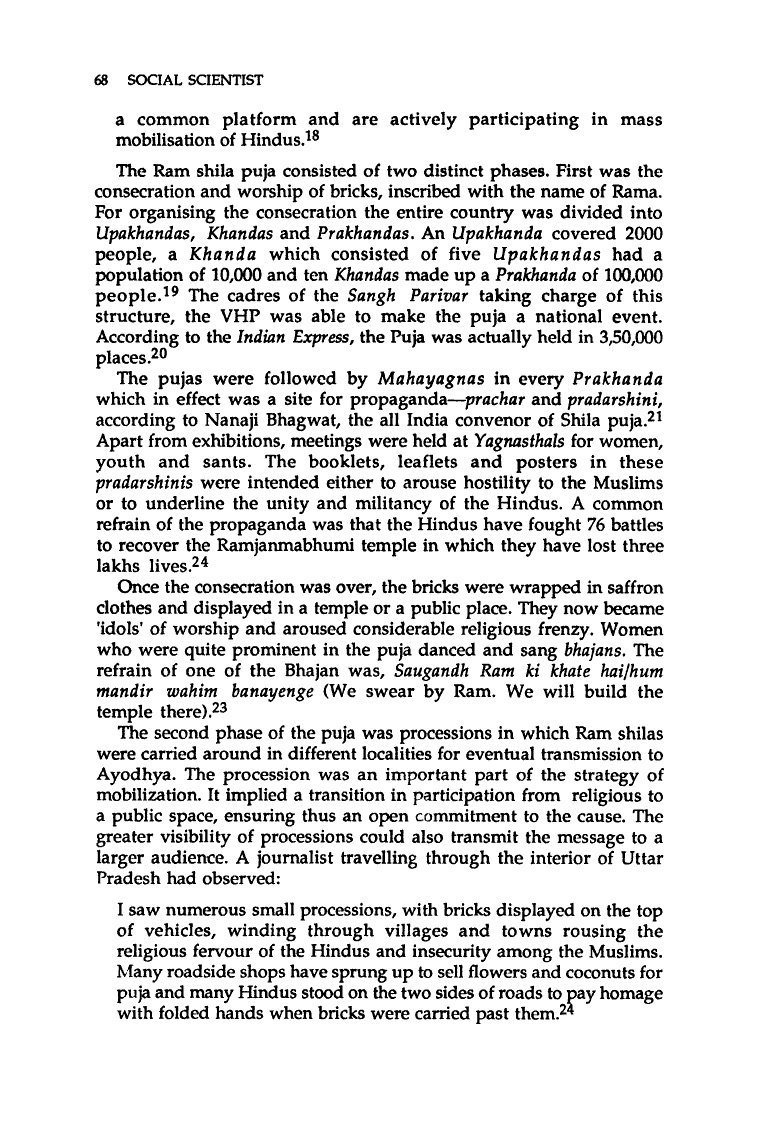 68 SOCIAL SCIENTIST
a common platform and are actively participating in mass
mobilisation of Hindus.18
The Ram shila puja consisted of two distinct phases. First was the
consecration and worship of bricks, inscribed with the name of Rama.
For organising the consecration the entire country was divided into
Upakhandas, Khandas and Prakhandas. An Upakhanda covered 2000
people, a Khanda which consisted of five Upakhandas had a
population of 10,000 and ten Khandas made up a Prakhanda of 100,000
people.19 The cadres of the Sangh Parivar taking charge of this
structure, the VHP was able to make the puja a national event.
According to the Indian Express, the Puja was actually held in 3,50,000
places.20
The pujas were followed by Mahayagnas in every Prakhanda
which in effect was a site for propaganda—prachar and pradarshini,
according to Nanaji Bhagwat, the all India convenor of Shila puja.21
Apart from exhibitions, meetings were held at Yagnasthals for women,
youth and sants. The booklets, leaflets and posters in these
pradarshinis were intended either to arouse hostility to the Muslims
or to underline the unity and militancy of the Hindus. A common
refrain of the propaganda was that the Hindus have fought 76 battles
to recover the Ramjanmabhumi temple in which they have lost three
lakhs lives.24
Once the consecration was over, the bricks were wrapped in saffron
clothes and displayed in a temple or a public place. They now became
'idols' of worship and aroused considerable religious frenzy. Women
who were quite prominent in the puja danced and sang bhajans. The
refrain of one of the Bhajan was, Saugandh Ram ki khate hai/hum
mandir wahim banayenge (We swear by Ram. We will build the
temple there).23
The second phase of the puja was processions in which Ram shilas
were carried around in different localities for eventual transmission to
Ayodhya. The procession was an important part of the strategy of
mobilization. It implied a transition in participation from religious to
a public space, ensuring thus an open commitment to the cause. The
greater visibility of processions could also transmit the message to a
larger audience. A journalist travelling through the interior of Uttar
Pradesh had observed:
I saw numerous small processions, with bricks displayed on the top
of vehicles, winding through villages and towns rousing the
religious fervour of the Hindus and insecurity among the Muslims.
Many roadside shops have sprung up to sell flowers and coconuts for
puja and many Hindus stood on the two sides of roads to pay homage
with folded hands when bricks were carried past them.24